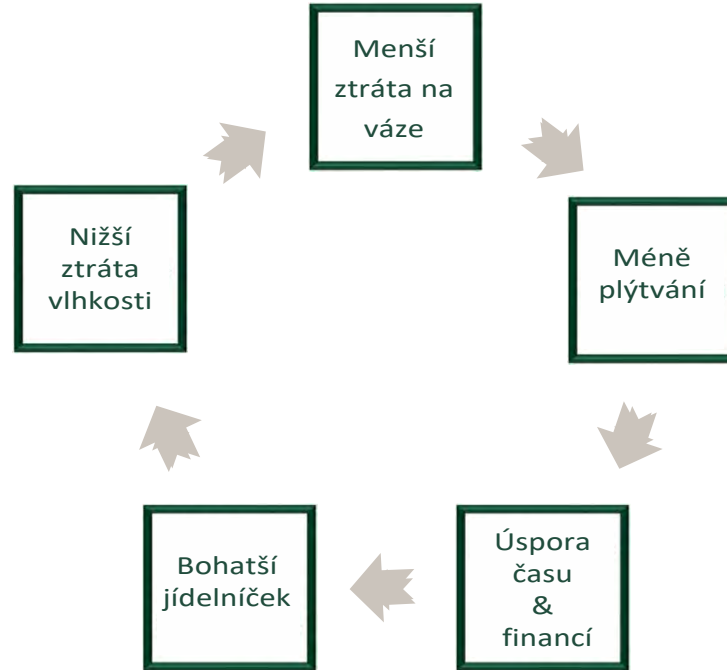 Menší
ztráta na
váze
Méně
plýtvání
Úspora
času
&
financí
Bohatší
jídelníček
Nižší
ztráta
vlhkosti